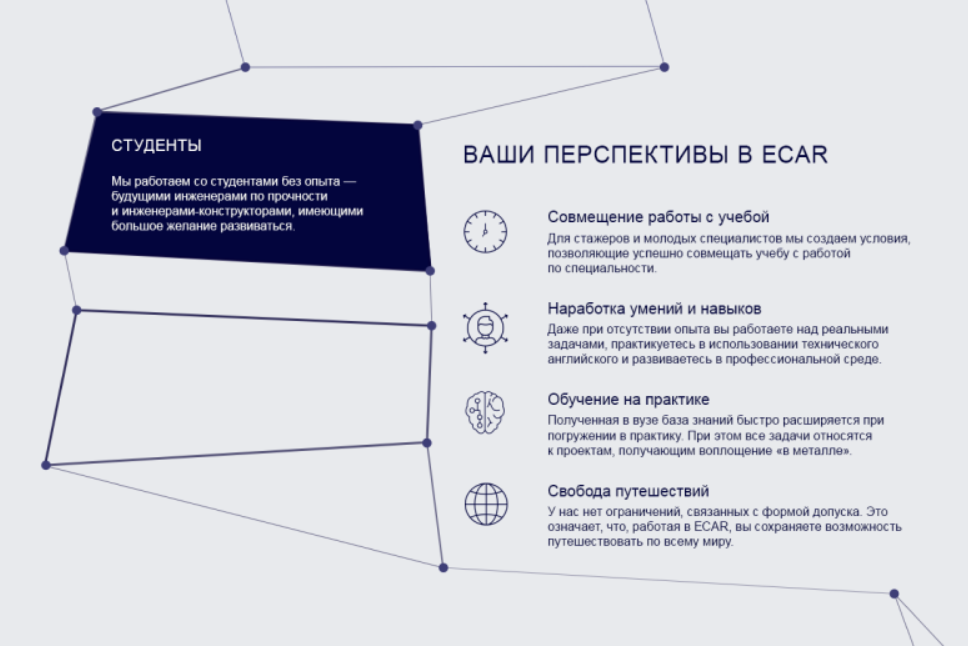 СТУДЕНТЫ
Мы работаем со студентами без опыта —
будущими инженерами по прочности
и инженерами-конструкторами, имеющими
большое желание развиваться.
ВАШИ ПЕРСПЕКТИВЫ В ECAR
Совмещение работы с учебой
Для стажеров и молодых специалистов мы создаем условия,
позволяющие успешно совмещать учебу с работой
по специальности.
Наработка умений и навыков
Даже при отсутствии опыта вы работаете над реальными
задачами, практикуетесь в использовании технического
английского и развиваетесь в профессиональной среде.
Обучение на практике
Полученная в вузе база знаний быстро расширяется при
погружении в практику. При этом все задачи относятся
к проектам, получающим воплощение «в металле».
Свобода путешествий
У нас нет ограничений, связанных с формой допуска. Это
означает, что, работая в ECAR, вы сохраняете возможность
путешествовать по всему миру.